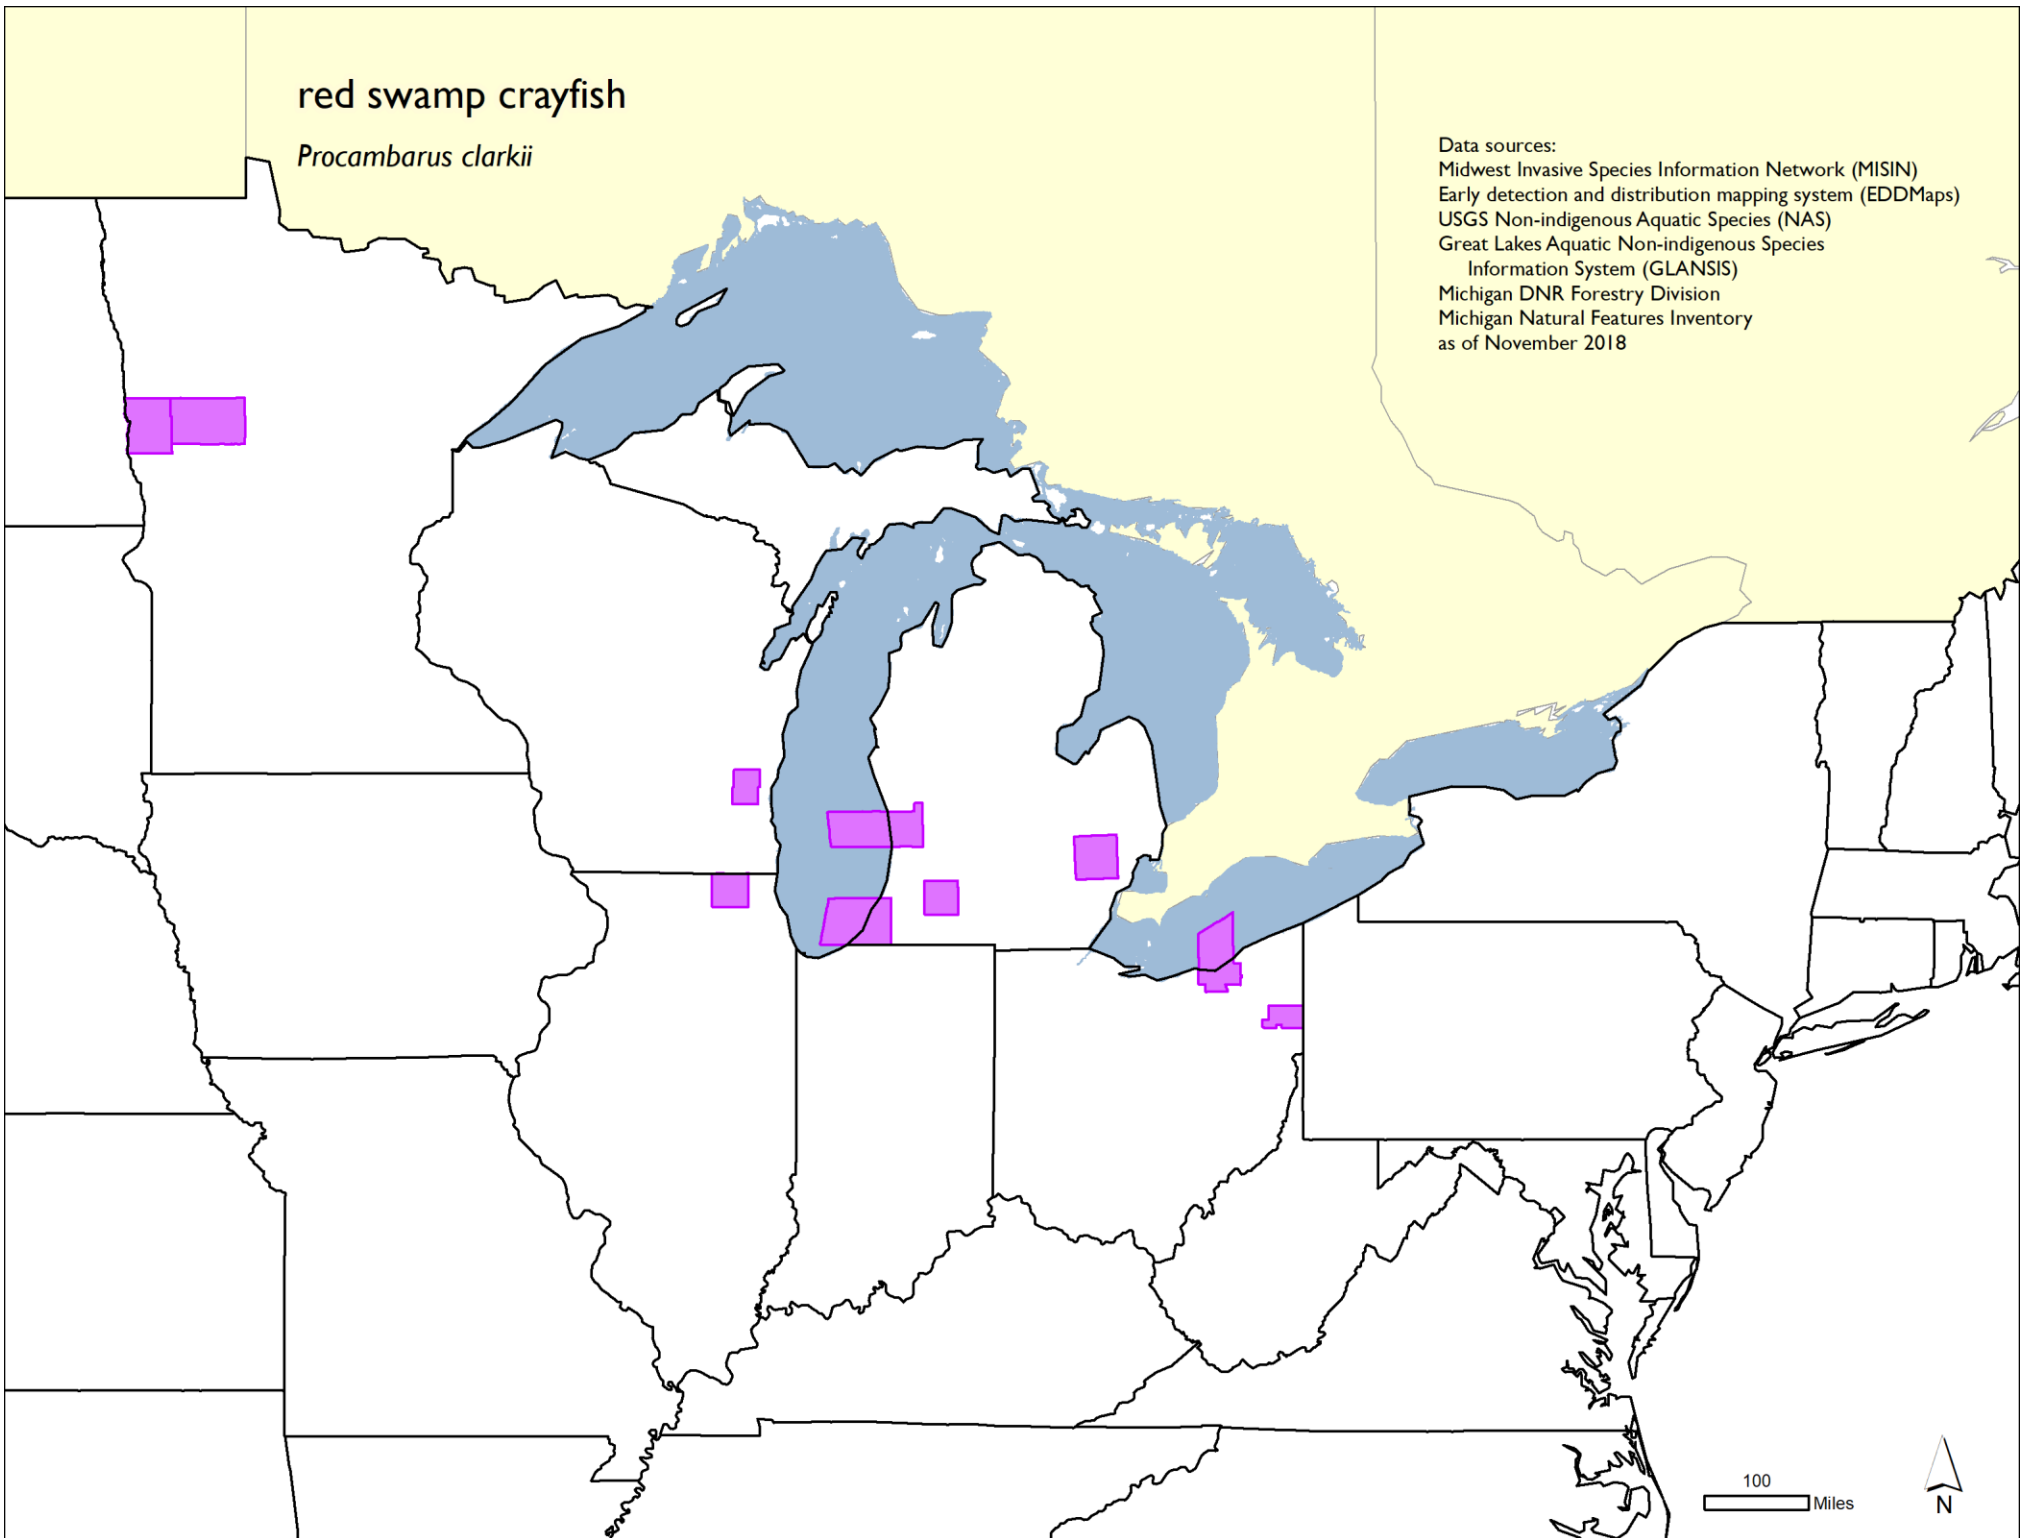 red swamp crayfish
Procambarus clarkii
Data sources:
Midwest Invasive Species Information Network (MISIN)
Early detection and distribution mapping system (EDDMaps)
USGS Non-indigenous Aquatic Species (NAS)
Great Lakes Aquatic Non-indigenous Species
Information System (GLANSIS)
Michigan DNR Forestry Division
Michigan Natural Features Inventory
as of November 2018
100
Miles
N